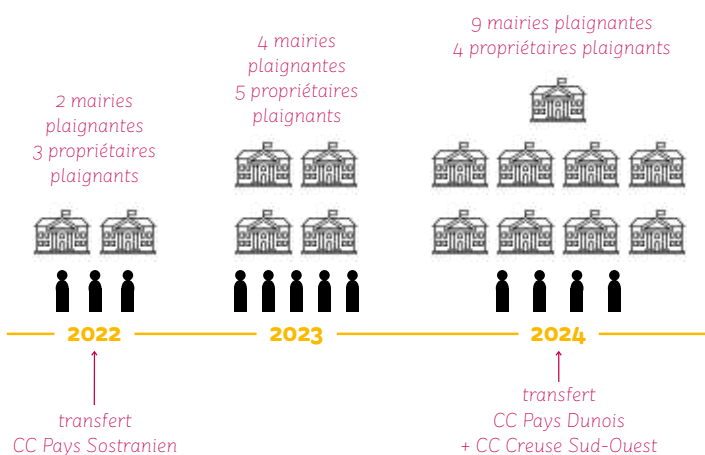 2 mairies
plaignantes
3 propriétaires
plaignants
4 mairies
plaignantes
5 propriétaires
plaignants
9 mairies plaignantes
4 propriétaires plaignants
2022
2023
2024
transfert
CC Pays Sostranien
transfert
CC Pays Dunois
+ CC Creuse Sud-Ouest